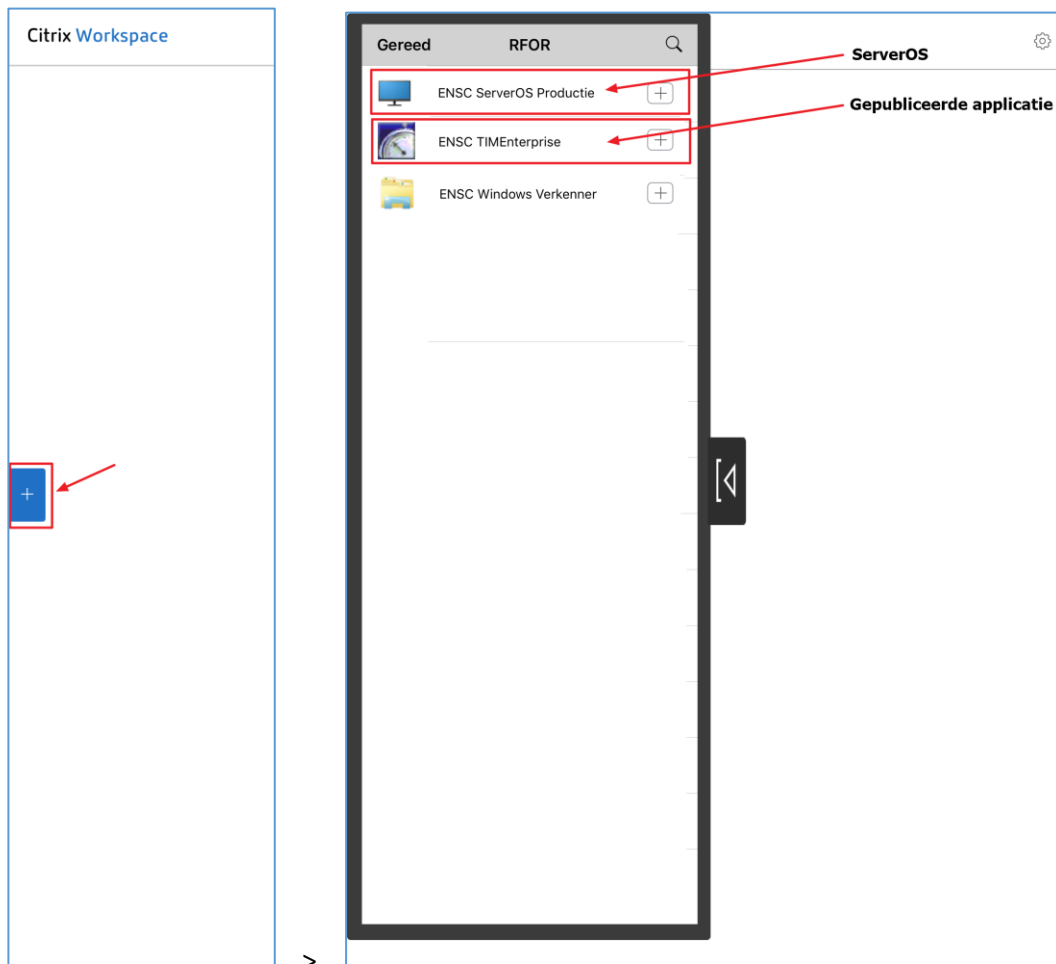 Citrix Workspace
+
>
Gereed RFOR
ENSC ServerOS Productie +
ENSC TIMEnterprise +
ENSC Windows Verkenner +
ServerOS
Gepubliceerde applicatie